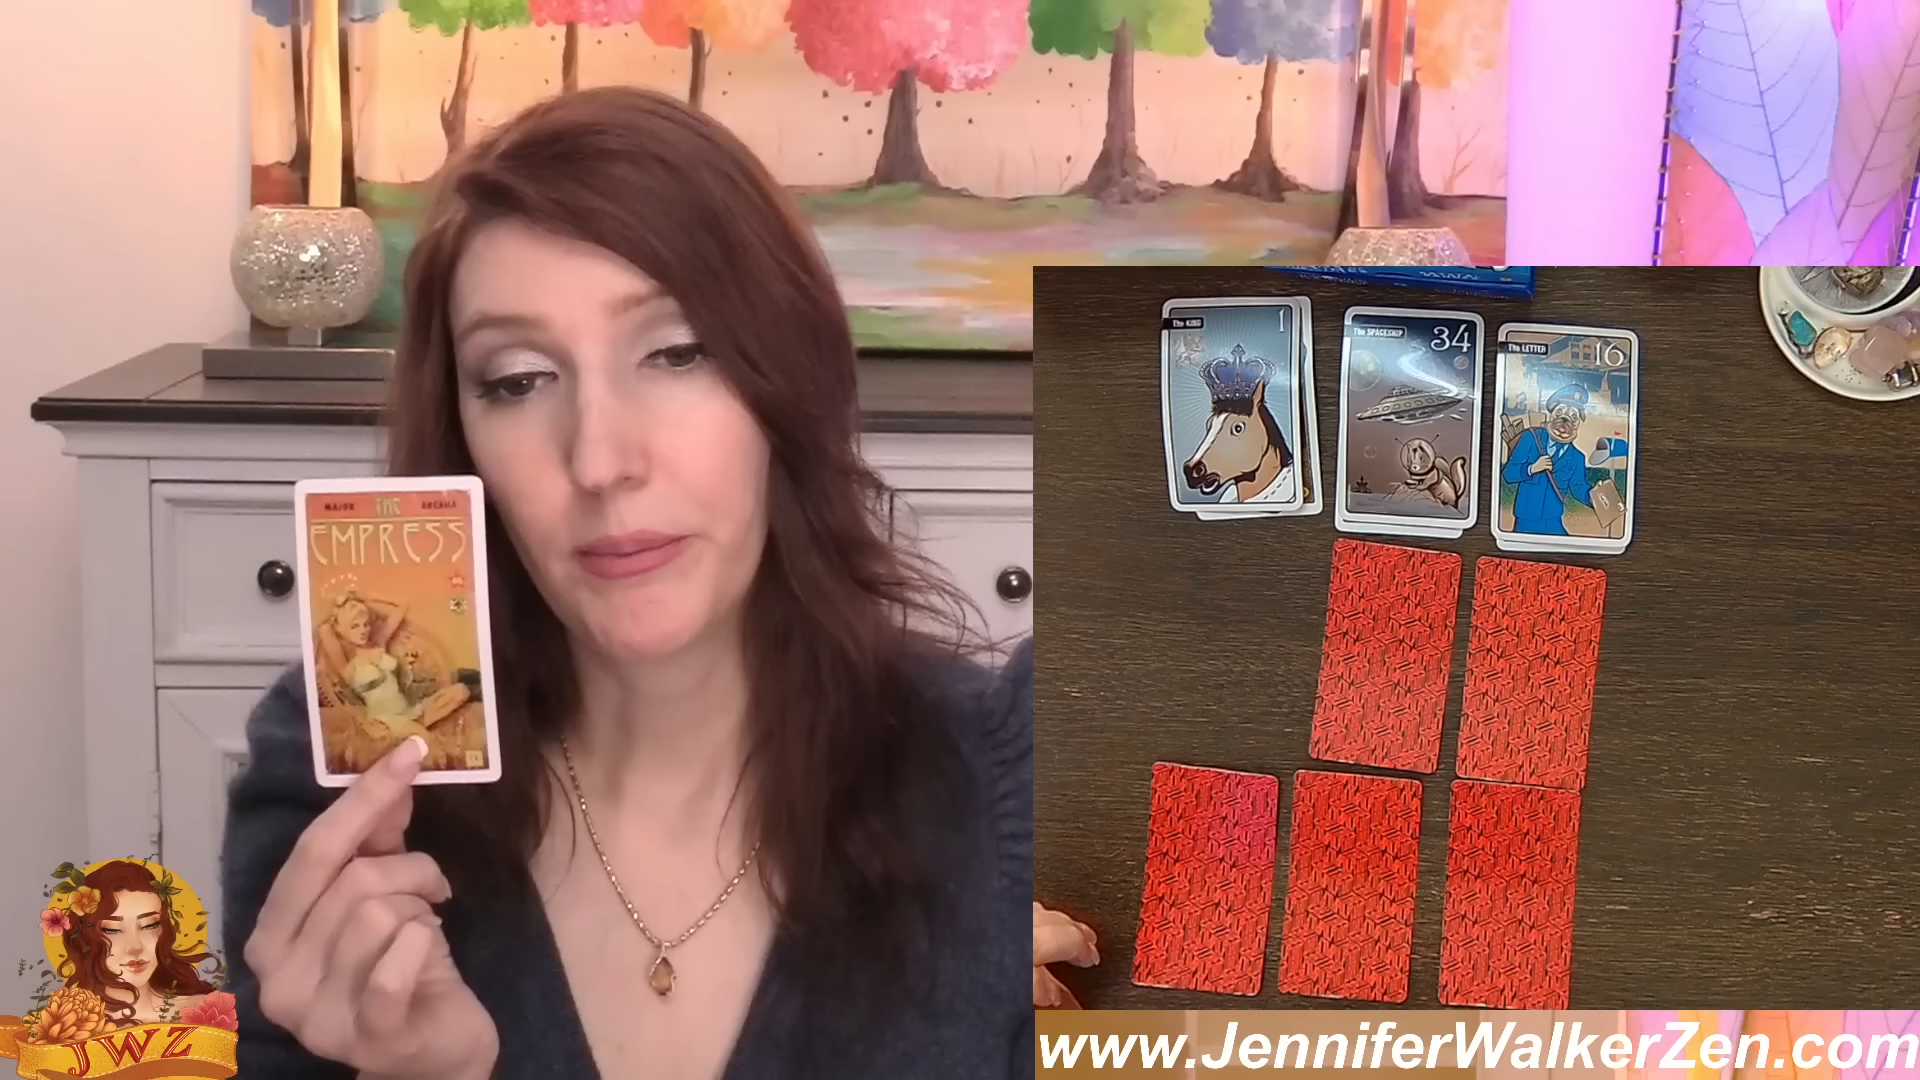 MAJOR THE ARCANA
EMPRESS
The KING 1
The SPACESHIP 34
The LETTER 16
JWZ
www.JenniferWalkerZen.com